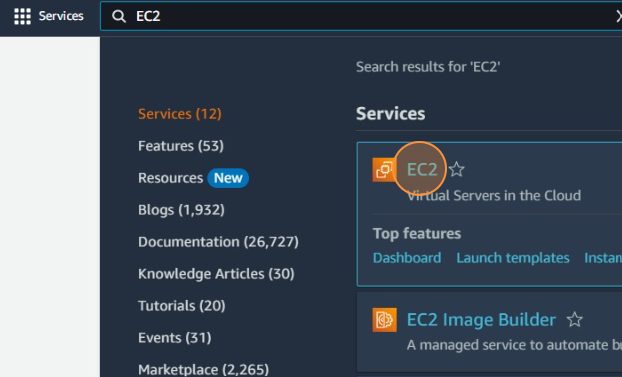 Services
EC2
Search results for 'EC2'
Services (12)
Features (53)
Resources New
Blogs (1,932)
Documentation (26,727)
Knowledge Articles (30)
Tutorials (20)
Events (31)
Marketplace (2,265)
Services
EC2
Virtual Servers in the Cloud
Top features
Dashboard Launch templates
EC2 Image Builder
A managed service to automate